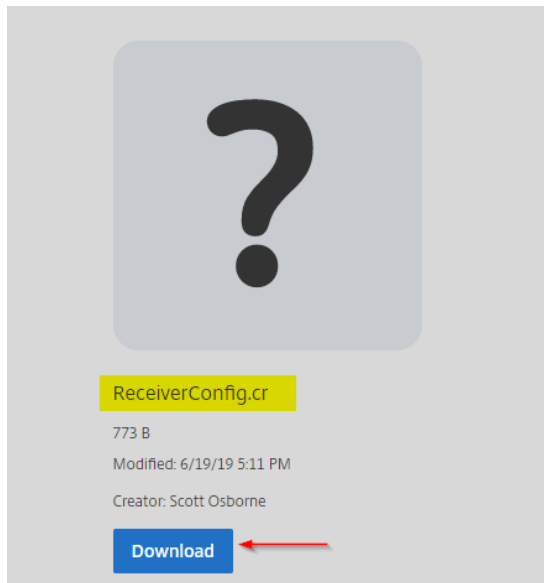 ?
ReceiverConfig.cr
773 B
Modified: 6/19/19 5:11 PM
Creator: Scott Osborne
Download